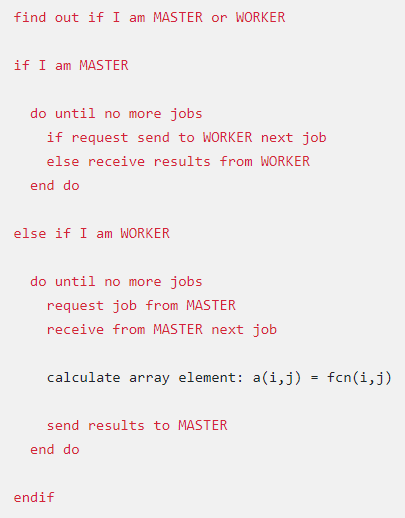 find out if I am MASTER or WORKER
if I am MASTER
do until no more jobs
if request send to WORKER next job
else receive results from WORKER
end do
else if I am WORKER
do until no more jobs
request job from MASTER
receive from MASTER next job
calculate array element: a(i,j) = fcn(i,j)
send results to MASTER
end do
endif